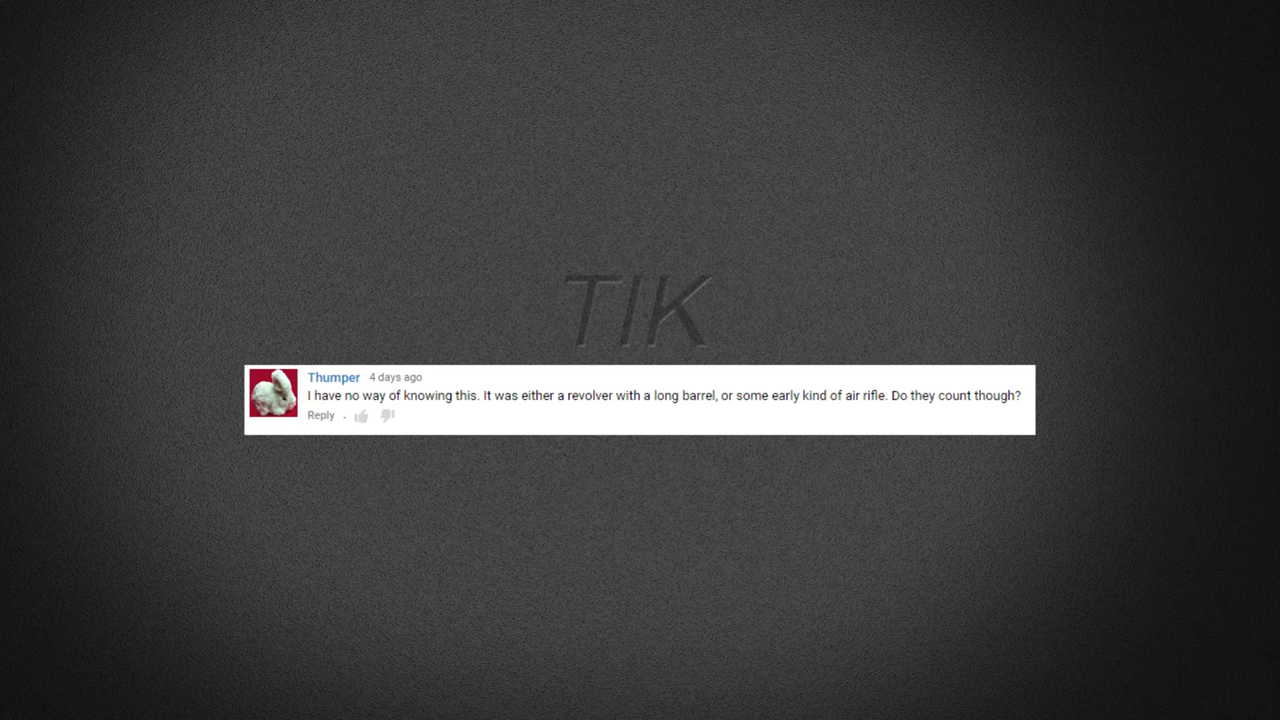 TIK
Thumper 4 days ago
I have no way of knowing this. It was either a revolver with a long barrel, or some early kind of air rifle. Do they count though?
Reply .